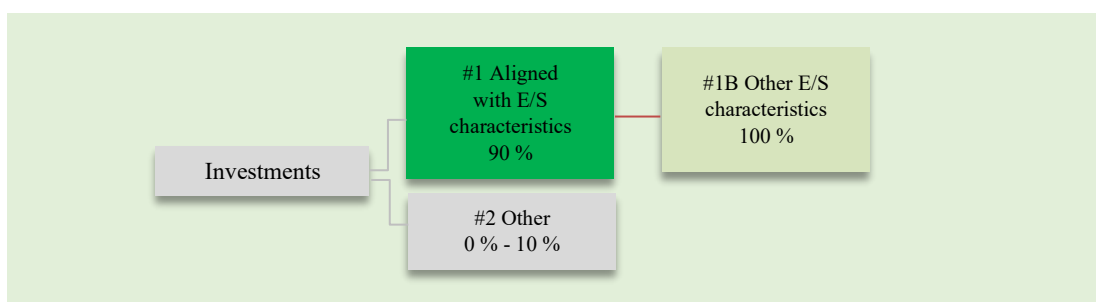 Investments
#1 Aligned
with E/S
characteristics
90 %
#1B Other E/S
characteristics
100 %
#2 Other
0 % - 10 %